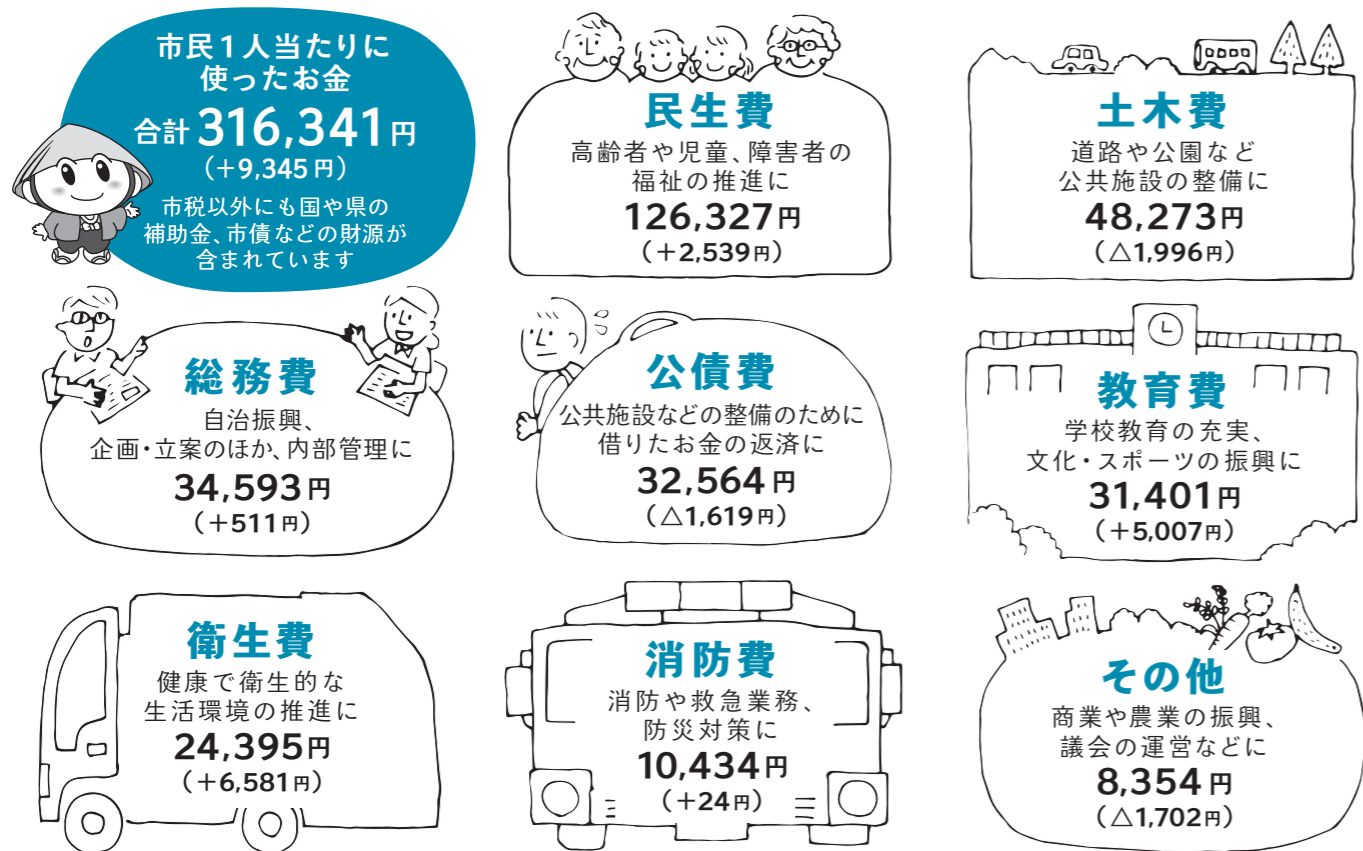 市民1人当たりに
使ったお金
合計 316,341円
（+9,345円）
市税以外にも国や県の
補助金、市債などの財源が
含まれています
民生費
高齢者や児童、障害者の
福祉の推進に
126,327円
（+2,539円）
土木費
道路や公園など
公共施設の整備に
48,273円
（△1,996円）
総務費
自治振興、
企画・立案のほか、内部管理に
34,593円
（+511円）
公債費
公共施設などの整備のために
借りたお金の返済に
32,564円
（△1,619円）
教育費
学校教育の充実、
文化・スポーツの振興に
31,401円
（+5,007円）
衛生費
健康で衛生的な
生活環境の推進に
24,395円
（+6,581円）
消防費
消防や救急業務、
防災対策に
10,434円
（+24円）
その他
商業や農業の振興、
議会の運営などに
8,354円
（△1,702円）